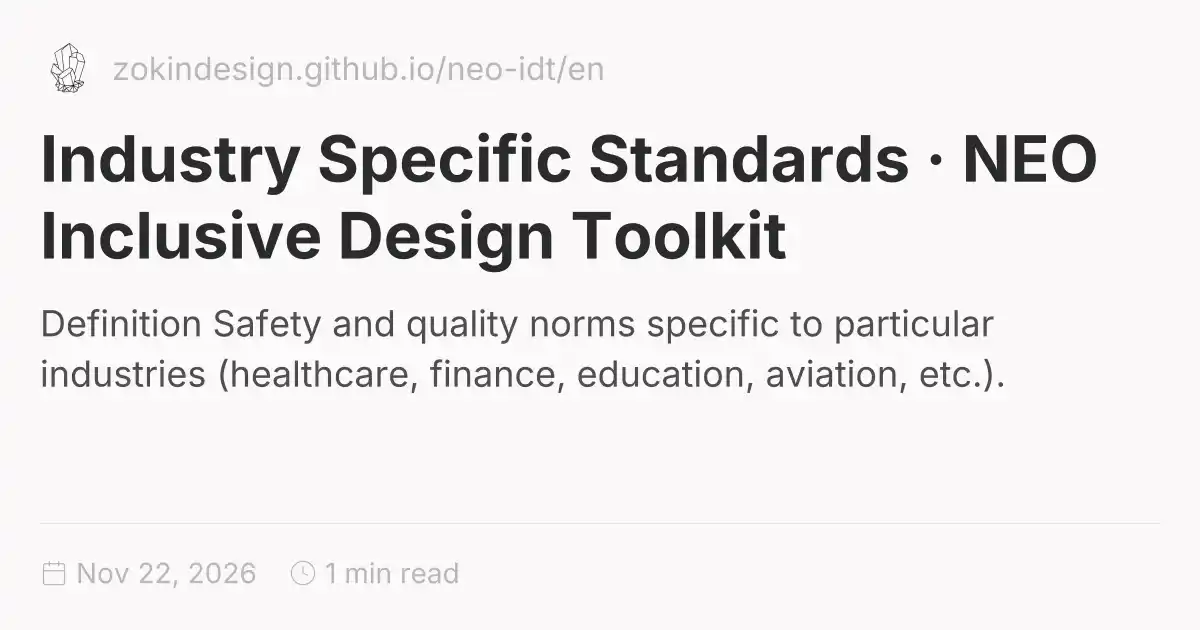 zokindesign.github.io/neo-idt/en
Industry Specific Standards · NEO
Inclusive Design Toolkit
Definition Safety and quality norms specific to particular
industries (healthcare, finance, education, aviation, etc.).
Nov 22, 2026 1 min read